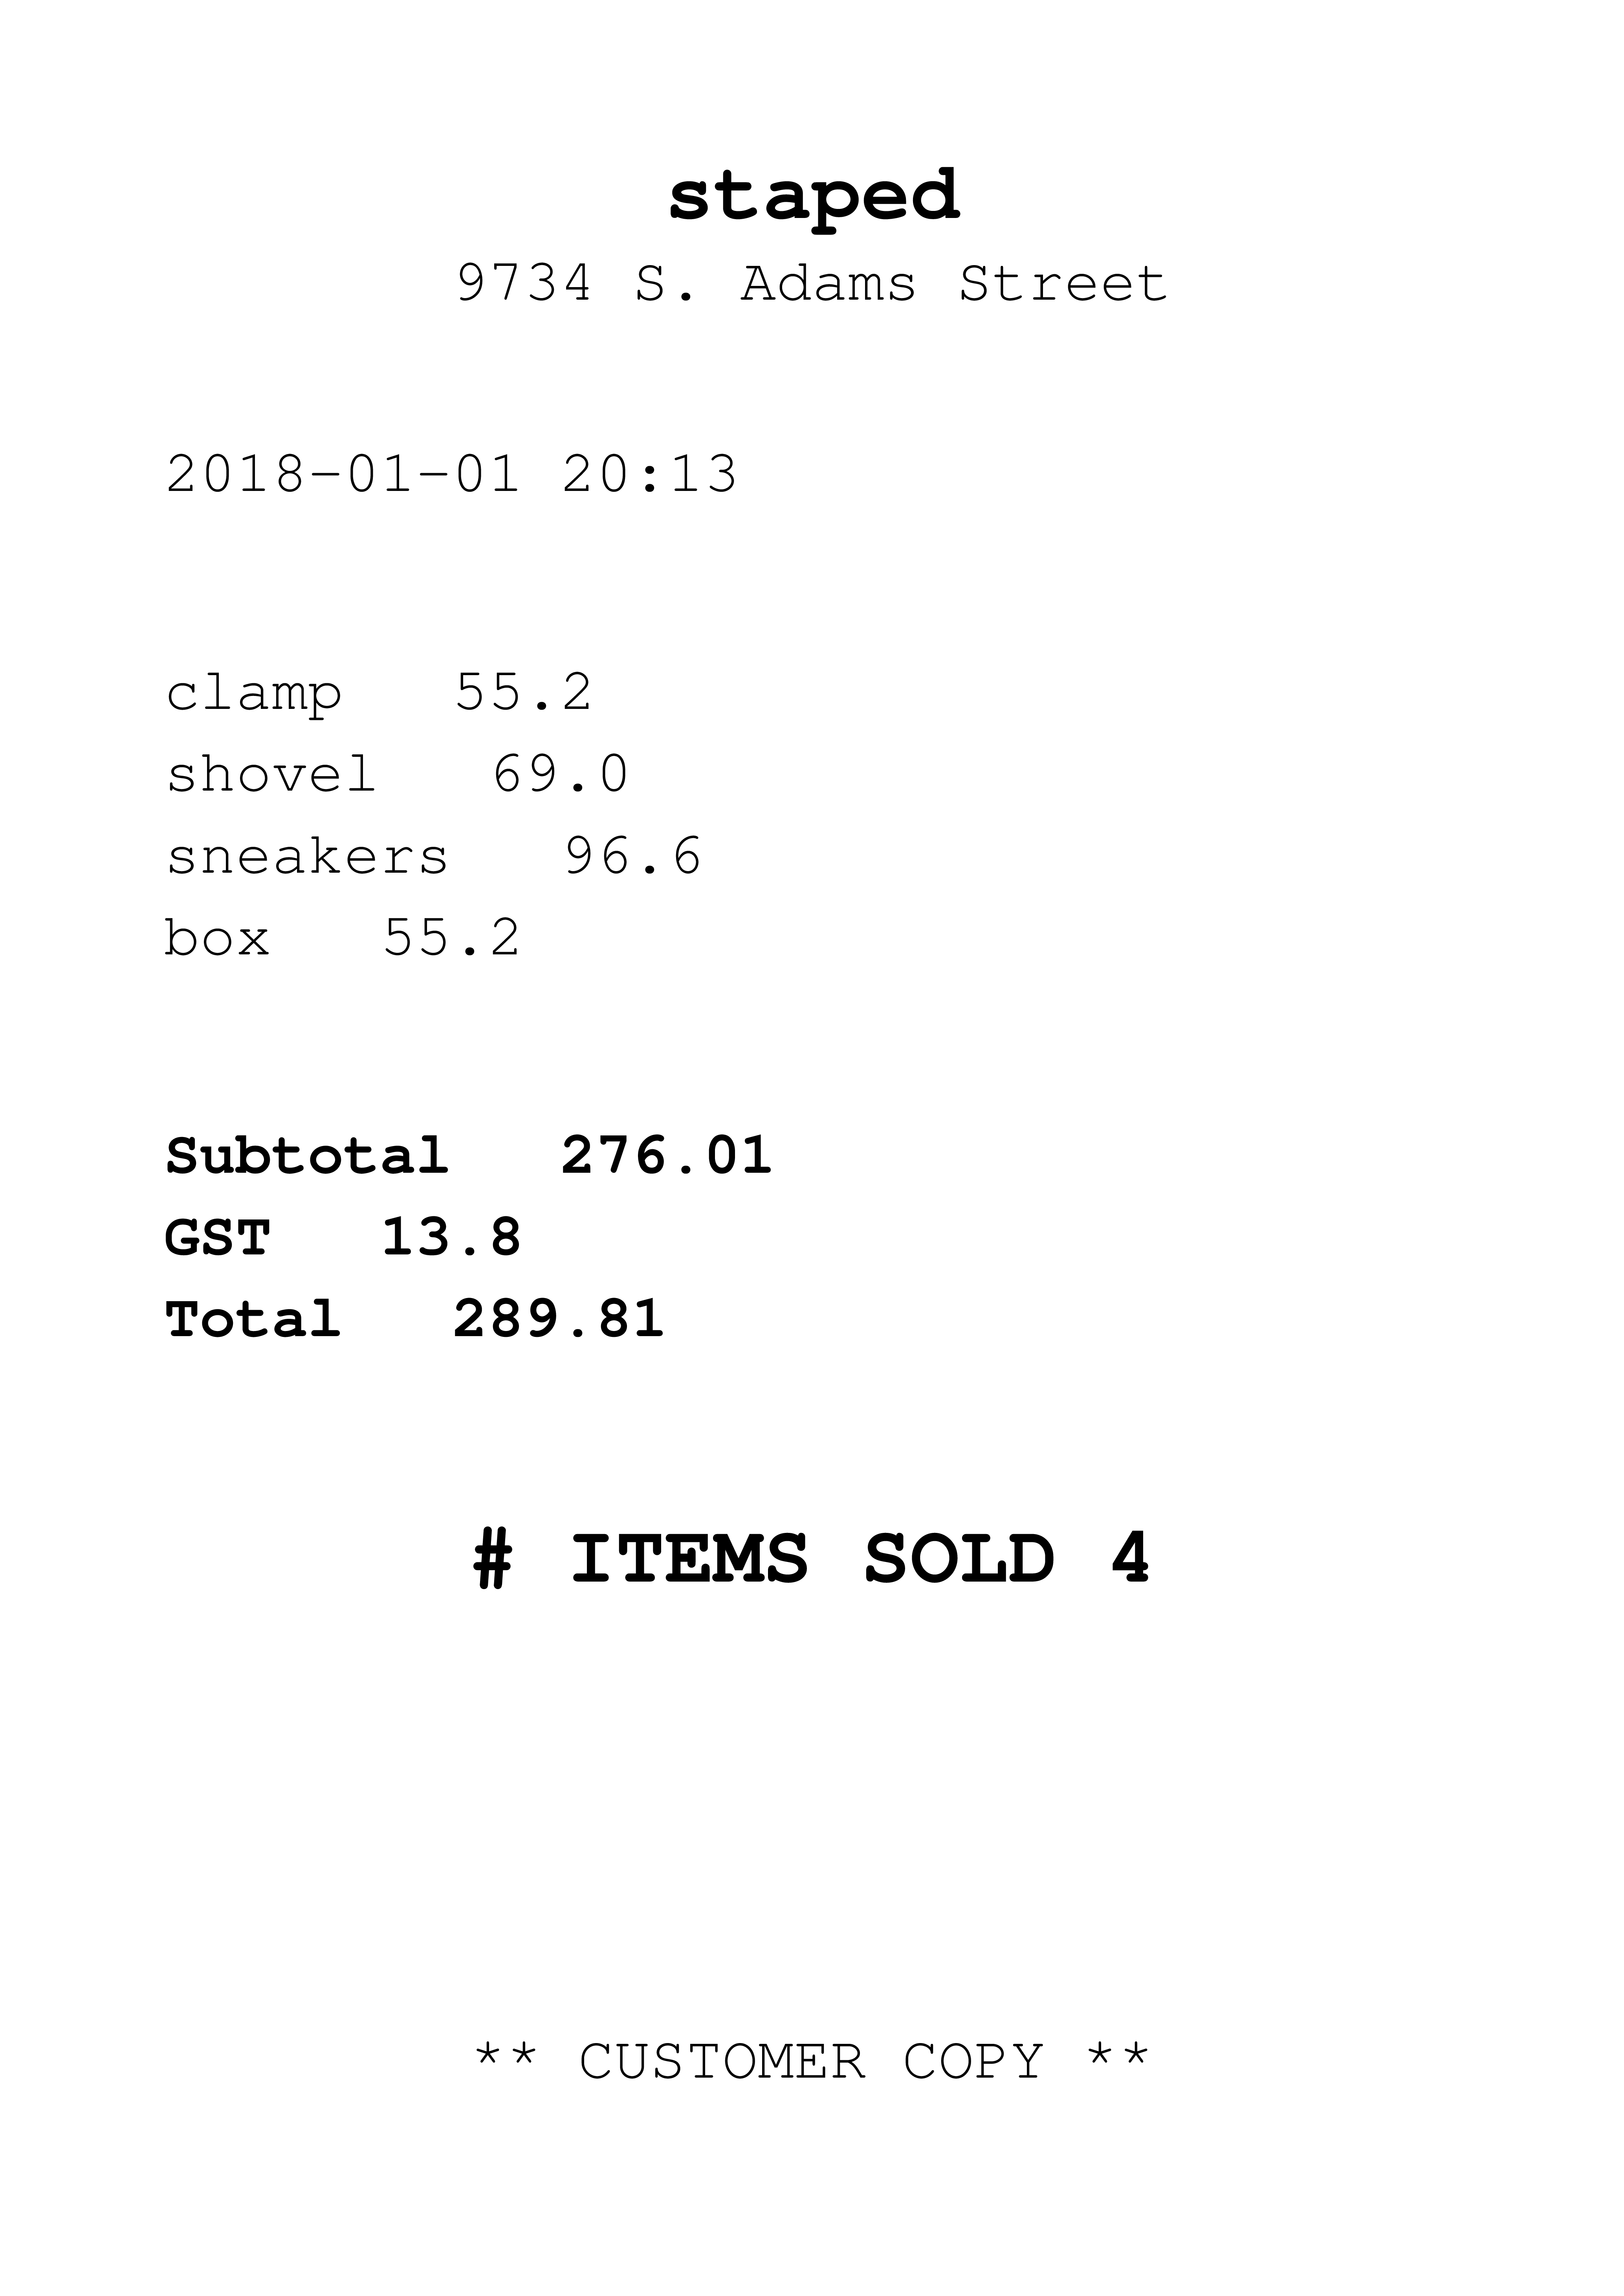 staped
9734 S. Adams Street
2018-01-01 20:13
clamp   55.2
shovel   69.0
sneakers   96.6
box   55.2
Subtotal   276.01
GST   13.8
Total   289.81
# ITEMS SOLD 4
** CUSTOMER COPY **